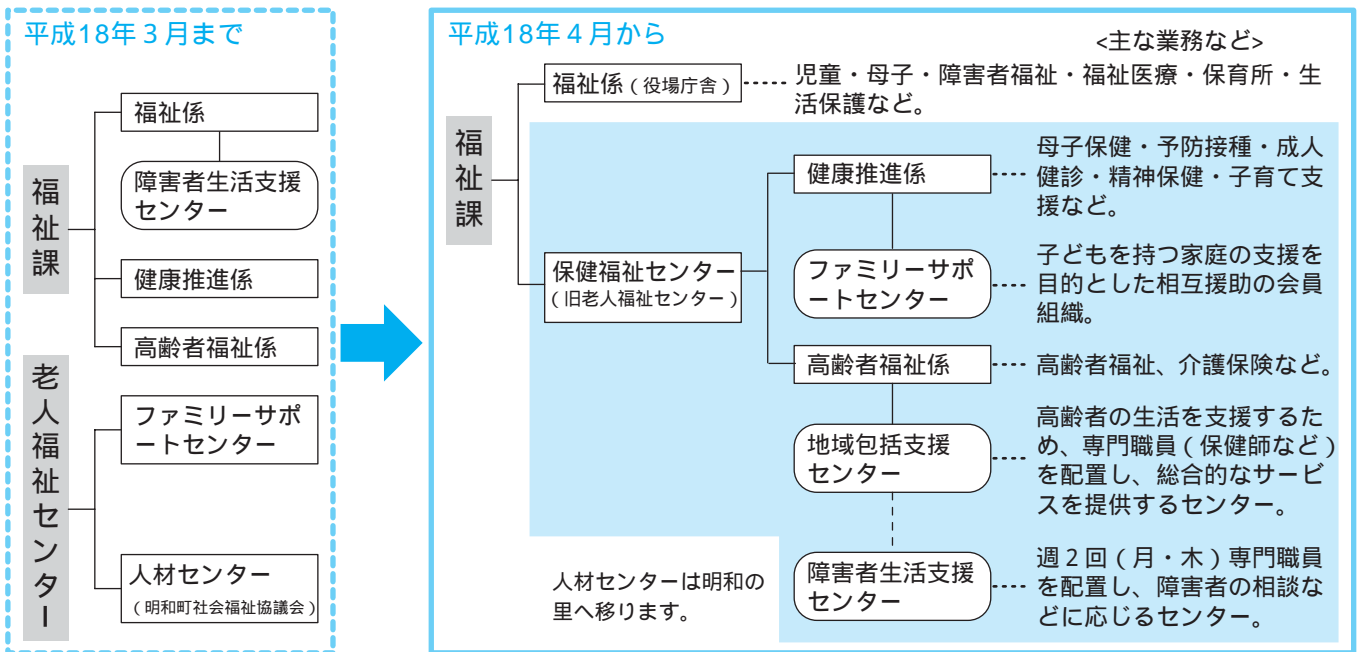 平成18年3月まで
福祉課
福祉係
障害者生活支援
センター
健康推進係
高齢者福祉係
老人福祉センター
ファミリーサポ
ートセンター
人材センター
（明和町社会福祉協議会）
平成18年4月から
<主な業務など>
福祉課
福祉係（役場庁舎）
児童・母子・障害者福祉・福祉医療・保育所・生
活保護など。
保健福祉センター
（旧老人福祉センター）
健康推進係
母子保健・予防接種・成人
健診・精神保健・子育て支
援など。
ファミリーサポ
ートセンター
子どもを持つ家庭の支援を
目的とした相互援助の会員
組織。
高齢者福祉係
高齢者福祉、介護保険など。
地域包括支援
センター
高齢者の生活を支援するた
め、専門職員（保健師など）
を配置し、総合的なサービ
スを提供するセンター。
障害者生活支援
センター
週2回（月・木）専門職員
を配置し、障害者の相談な
どに応じるセンター。
人材センターは明和の
里へ移ります。